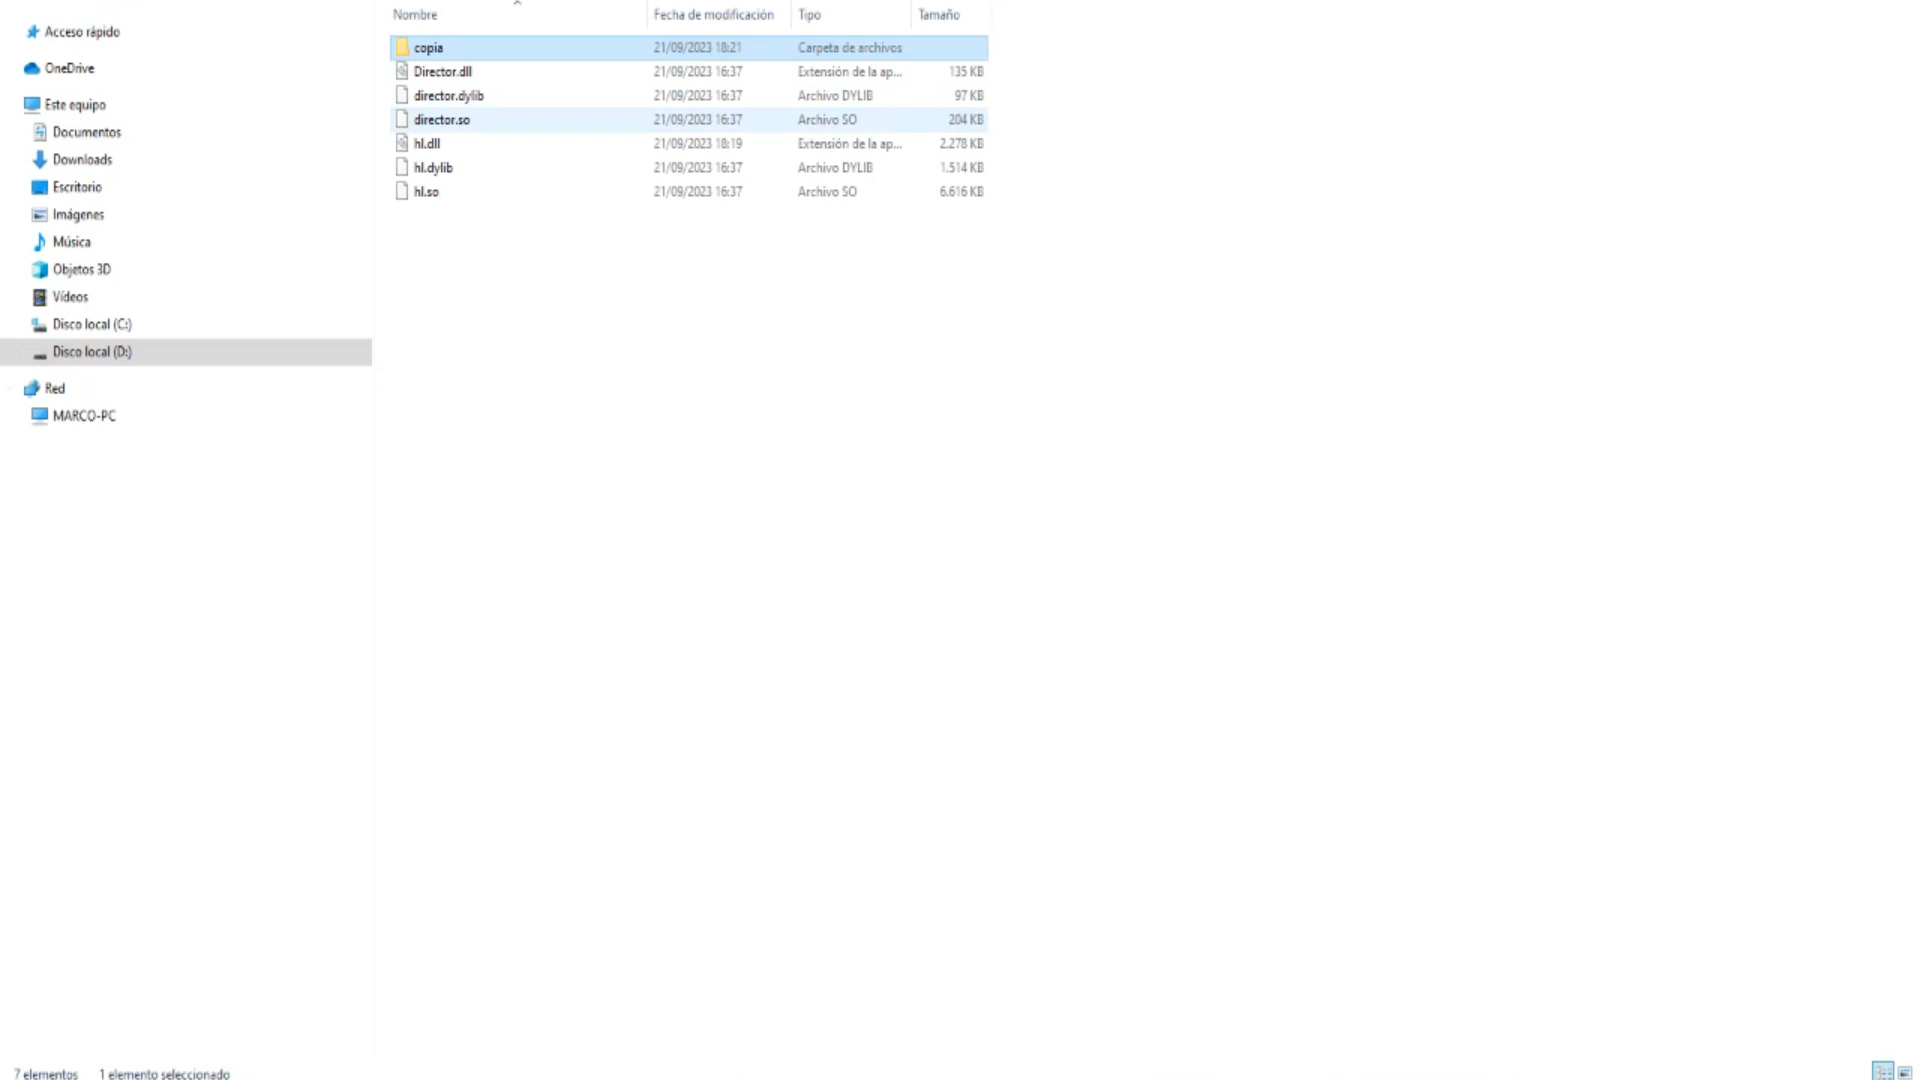 Nombre Fecha de modificación Tipo Tamaño
Acceso rápido
OneDrive
Este equipo
Documentos
Downloads
Escritorio
Imágenes
Música
Objetos 3D
Vídeos
Disco local (C:)
Disco local (D:)
Red
MARCO-PC
copia 21/09/2023 18:21 Carpeta de archivos
Director.dll 21/09/2023 16:37 Extensión de la ap... 135 KB
director.dylib 21/09/2023 16:37 Archivo DYLIB 97 KB
director.so 21/09/2023 16:37 Archivo SO 204 KB
hl.dll 21/09/2023 18:19 Extensión de la ap... 2.278 KB
hl.dylib 21/09/2023 16:37 Archivo DYLIB 1.514 KB
hl.so 21/09/2023 16:37 Archivo SO 6.616 KB
7 elementos 1 elemento seleccionado